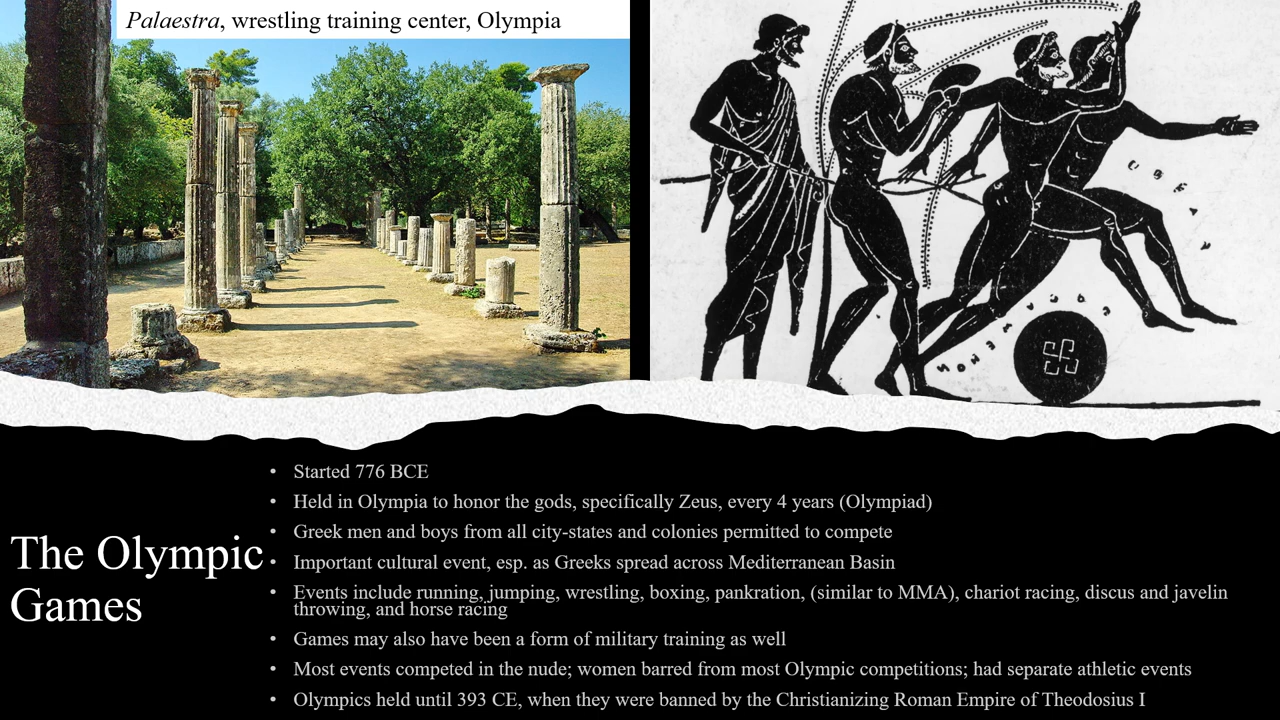 Palaestra, wrestling training center, Olympia
The Olympic
Games
• Started 776 BCE
• Held in Olympia to honor the gods, specifically Zeus, every 4 years (Olympiad)
• Greek men and boys from all city-states and colonies permitted to compete
• Important cultural event, esp. as Greeks spread across Mediterranean Basin
• Events include running, jumping, wrestling, boxing, pankration, (similar to MMA), chariot racing, discus and javelin
throwing, and horse racing
• Games may also have been a form of military training as well
• Most events competed in the nude; women barred from most Olympic competitions; had separate athletic events
• Olympics held until 393 CE, when they were banned by the Christianizing Roman Empire of Theodosius I